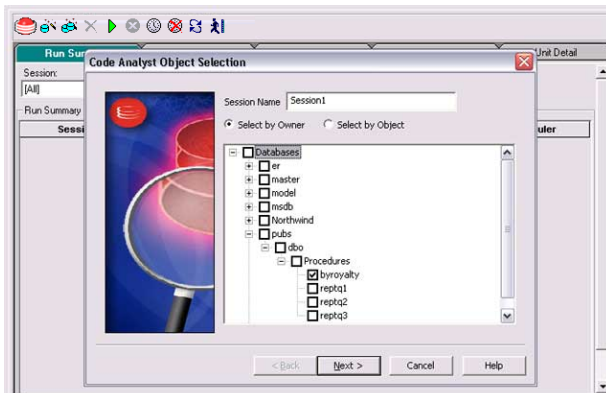 Run Sum
Unit Detail
Code Analyst Object Selection
Session:
[All]
Run Summary
Sessi
uler
Session Name Session1
Select by Owner Select by Object
Databases
er
master
model
msdb
Northwind
pubs
dbo
Procedures
byroyalty
reptq1
reptq2
reptq3
< Back Next > Cancel Help